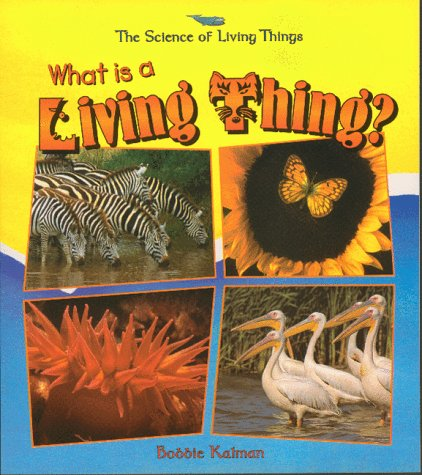 The Science of Living Things
What is a
Living Thing?
Bobbie Kalman